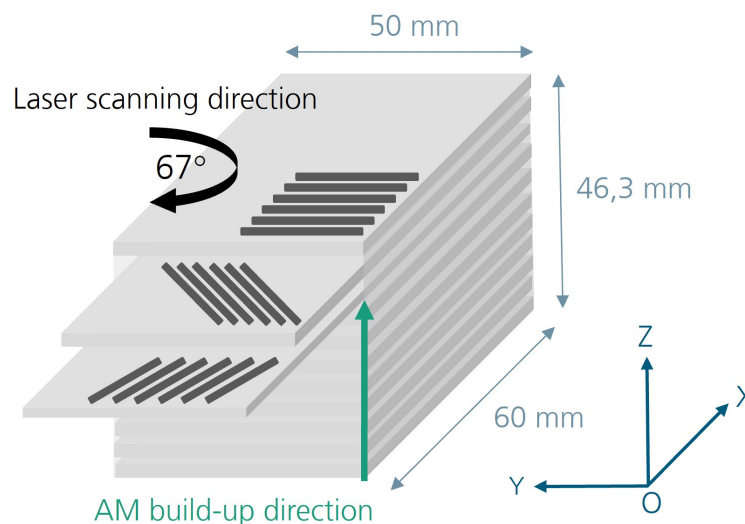 50 mm
Laser scanning direction
67°
46,3 mm
Z
X
60 mm
Y
O
AM build-up direction